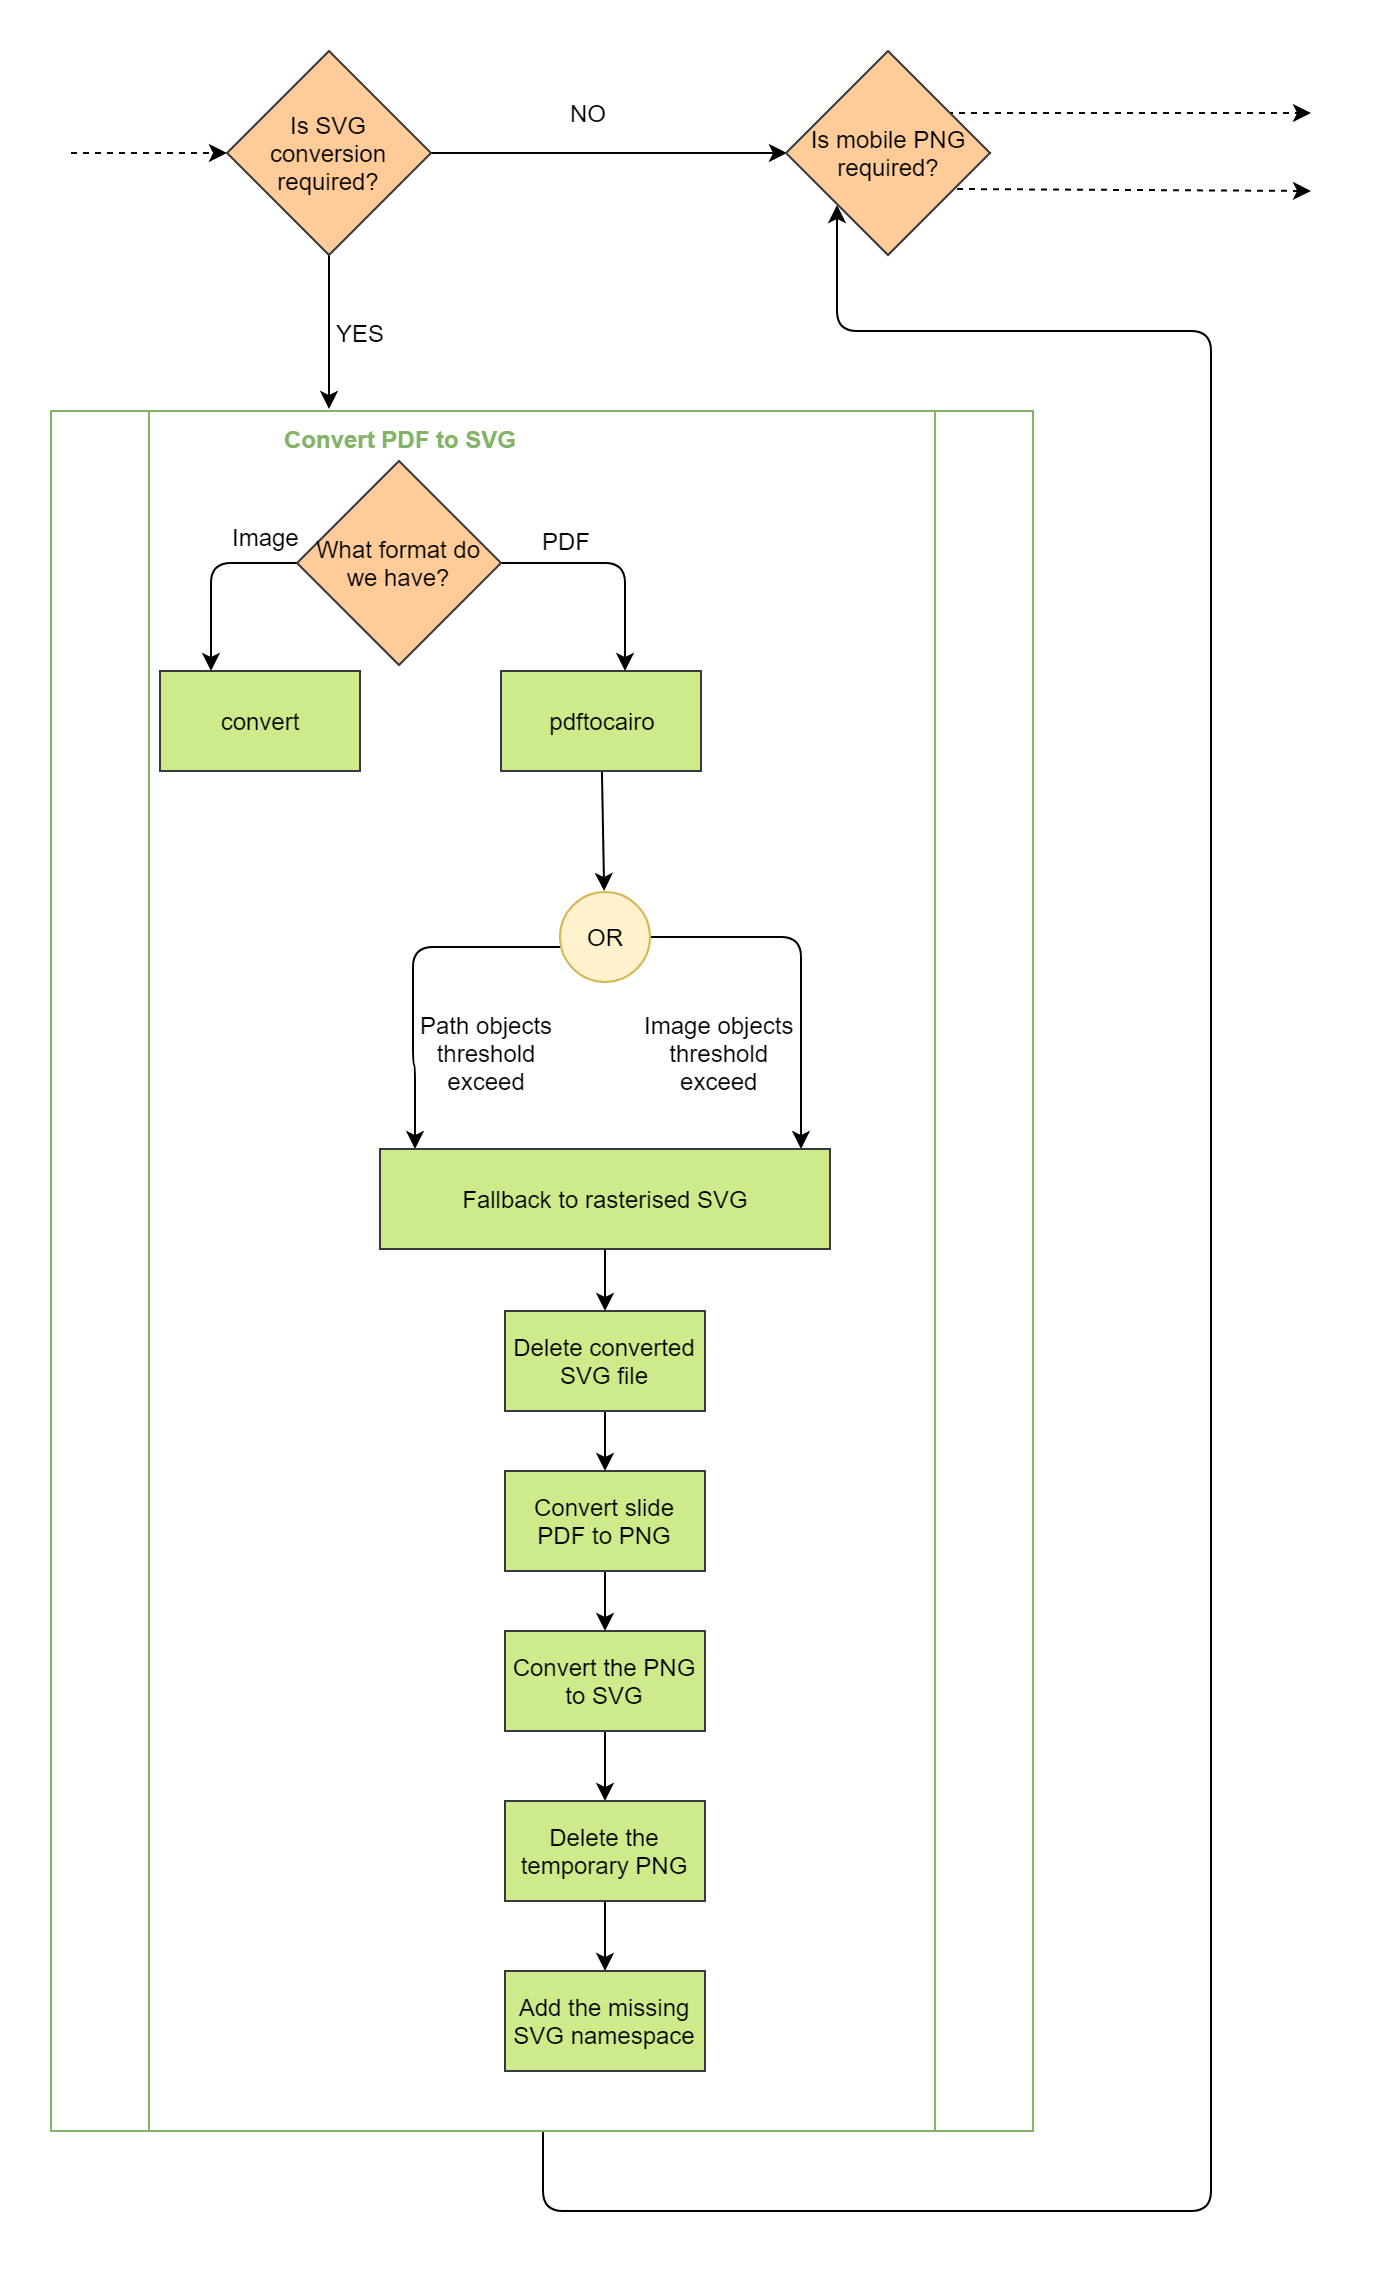 Is SVG
conversion
required?
NO
Is mobile PNG
required?
YES
Convert PDF to SVG
Image
What format do
we have?
PDF
convert
pdftocairo
OR
Path objects
threshold
exceed
Image objects
threshold
exceed
Fallback to rasterised SVG
Delete converted
SVG file
Convert slide
PDF to PNG
Convert the PNG
to SVG
Delete the
temporary PNG
Add the missing
SVG namespace